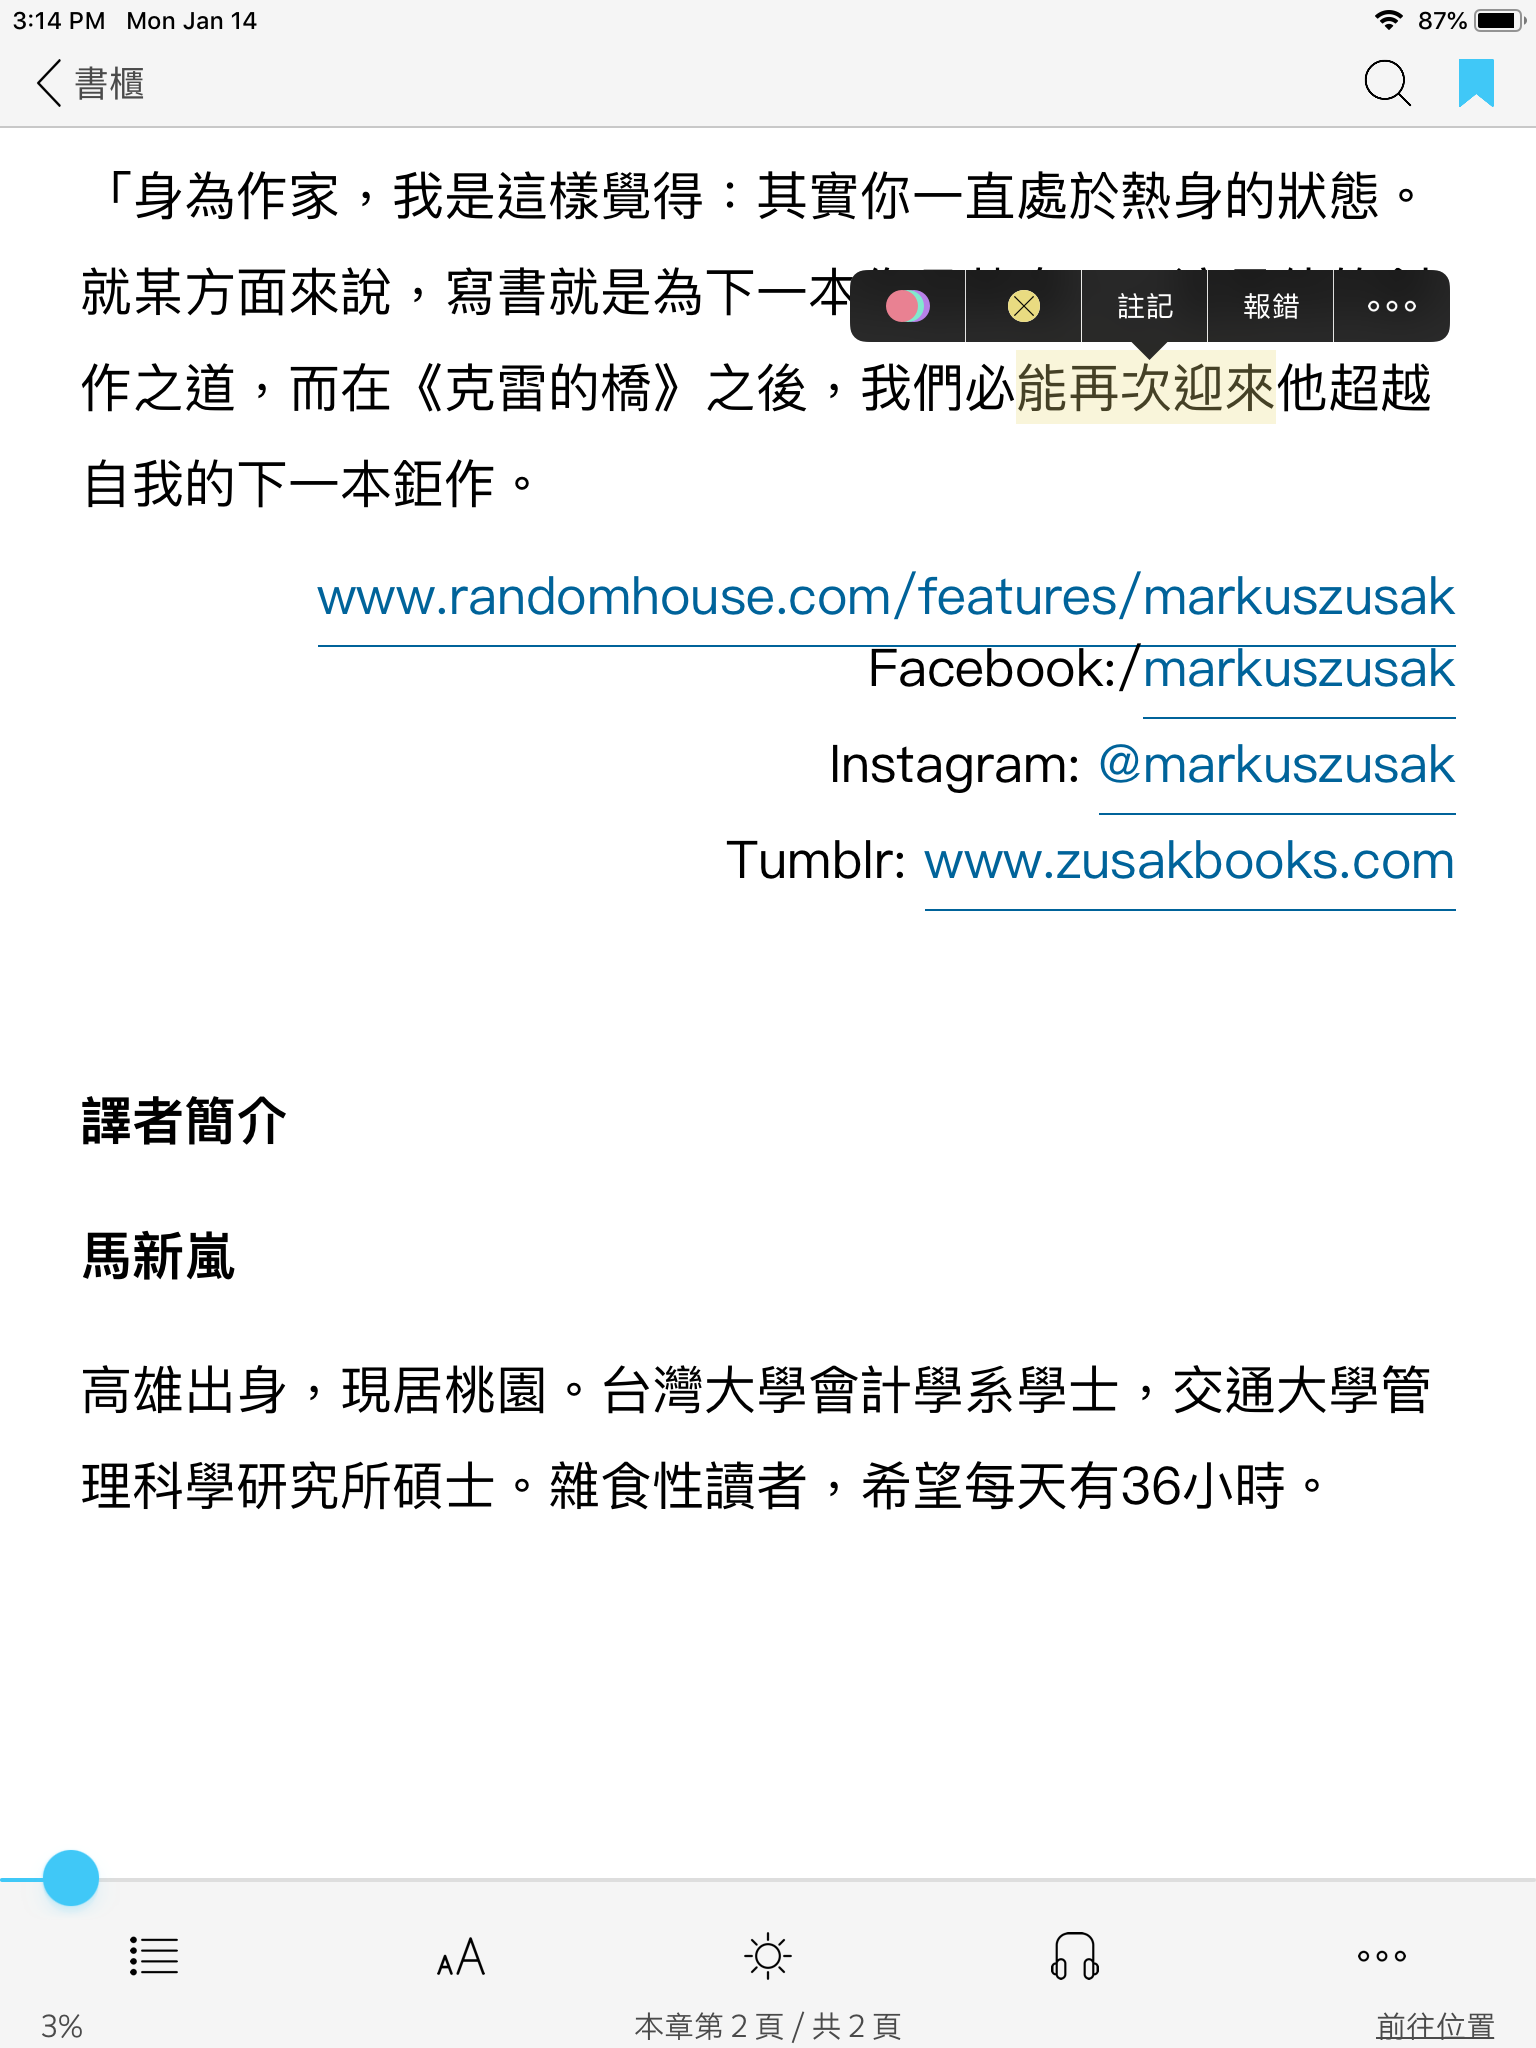 3:14 PM Mon Jan 14 87%
書櫃
「身為作家，我是這樣覺得：其實你一直處於熱身的狀態。
就某方面來說，寫書就是為下一本
註記 報錯
作之道，而在《克雷的橋》之後，我們必能再次迎來他超越
自我的下一本鉅作。
www.randomhouse.com/features/markuszusak
Facebook:/markuszusak
Instagram: @markuszusak
Tumblr: www.zusakbooks.com
譯者簡介
馬新嵐
高雄出身，現居桃園。台灣大學會計學系學士，交通大學管
理科學研究所碩士。雜食性讀者，希望每天有36小時。
AA
3% 本章第 2 頁 / 共 2 頁 前往位置